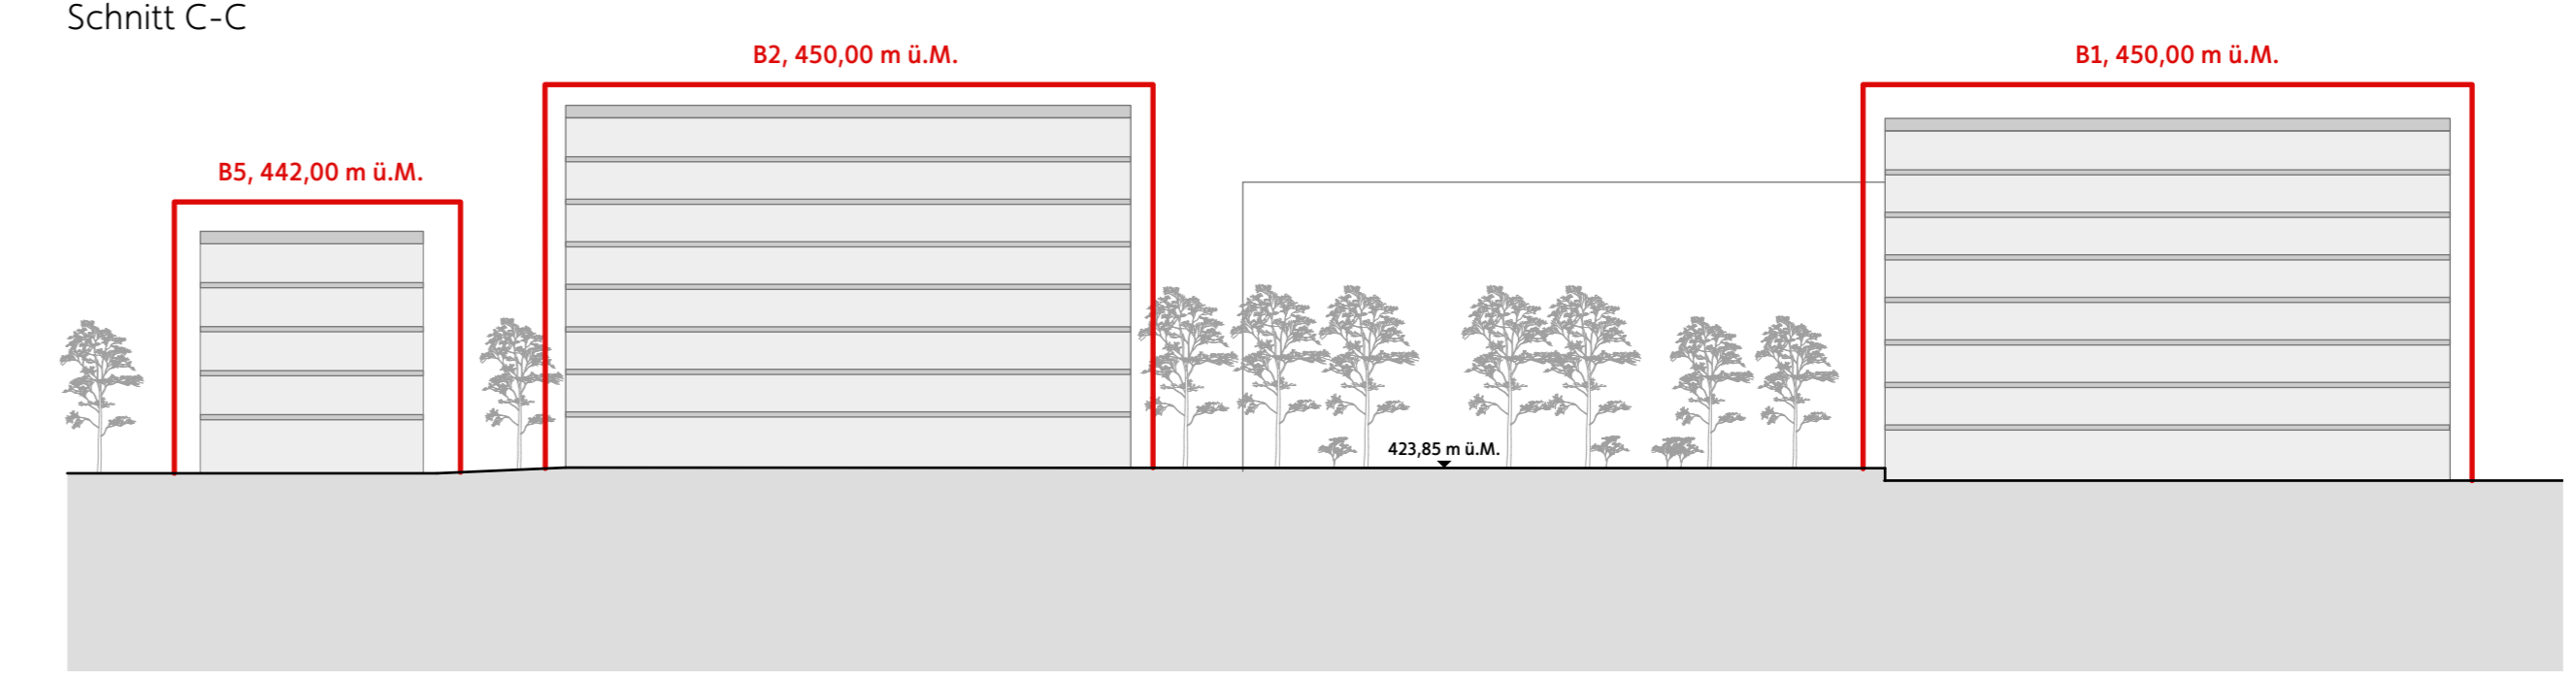 Schnitt C-C
B2, 450,00 m ü.M.
B1, 450,00 m ü.M.
B5, 442,00 m ü.M.
423,85 m ü.M.